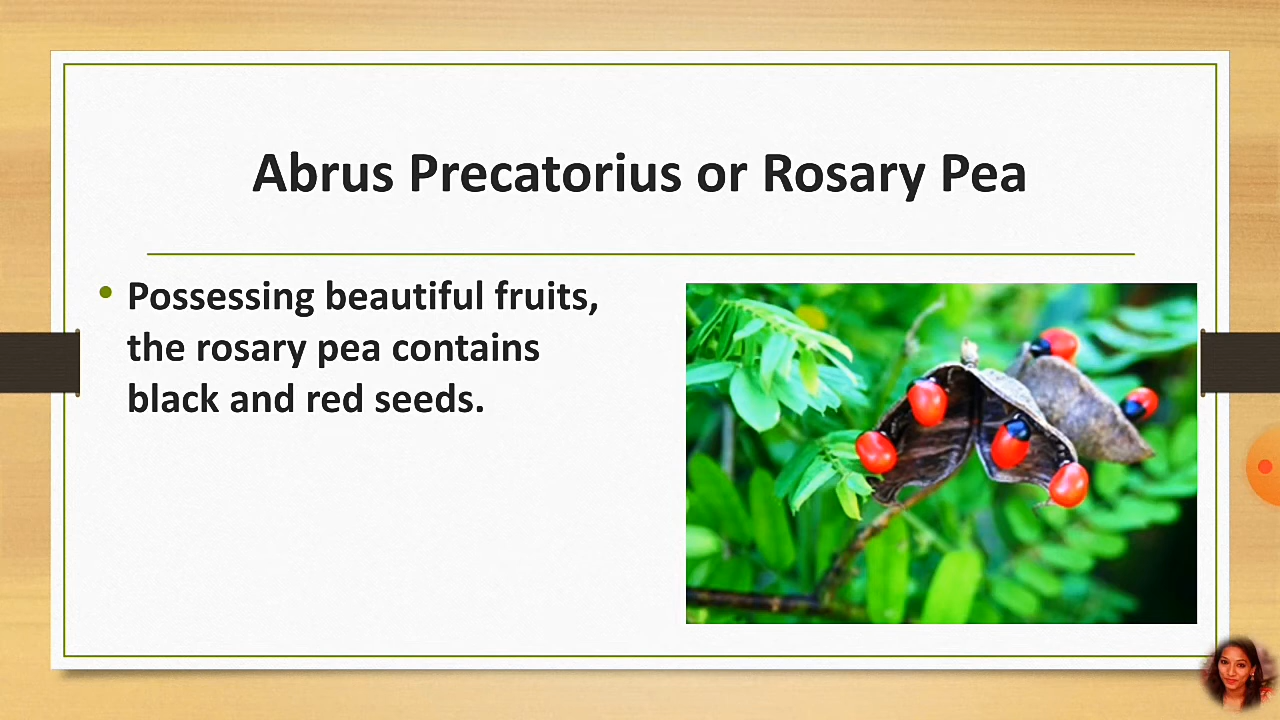 Abrus Precatorius or Rosary Pea
Possessing beautiful fruits,
the rosary pea contains
black and red seeds.